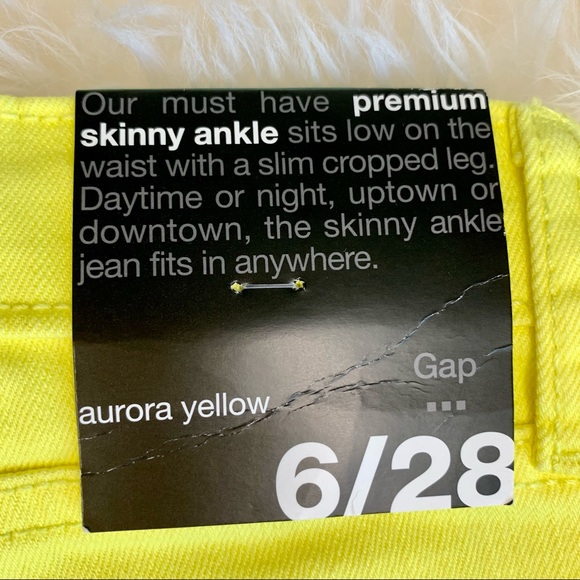 Our must have premium
skinny ankle sits low on the
waist with a slim cropped leg.
Daytime or night, uptown or
downtown, the skinny ankle
jean fits in anywhere.
Gap
aurora yellow
6/28